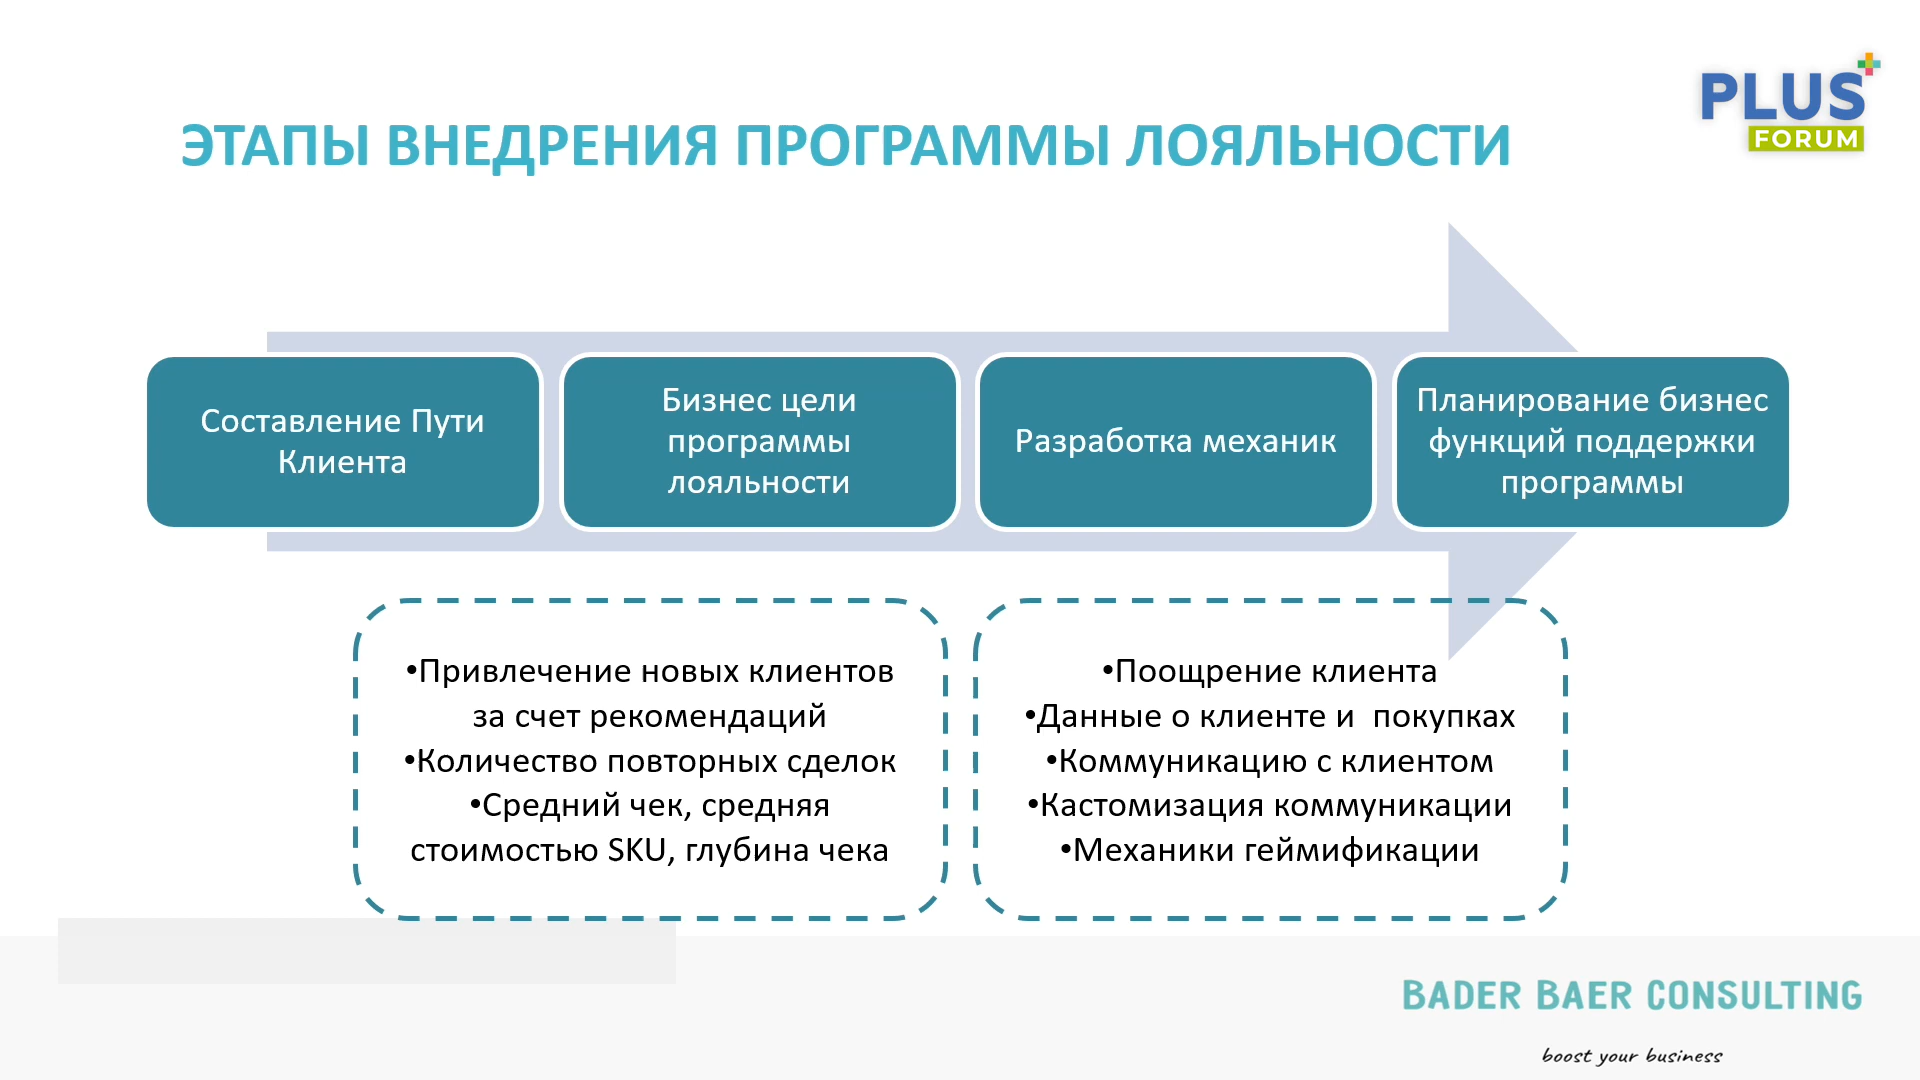 PLUS
FORUM
ЭТАПЫ ВНЕДРЕНИЯ ПРОГРАММЫ ЛОЯЛЬНОСТИ
Составление Пути
Клиента
Бизнес цели
программы
лояльности
Разработка механик
Планирование бизнес
функций поддержки
программы
•Привлечение новых клиентов
за счет рекомендаций
•Количество повторных сделок
•Средний чек, средняя
стоимостью SKU, глубина чека
•Поощрение клиента
•Данные о клиенте и  покупках
•Коммуникацию с клиентом
•Кастомизация коммуникации
•Механики геймификации
BADER BAER CONSULTING
boost your business